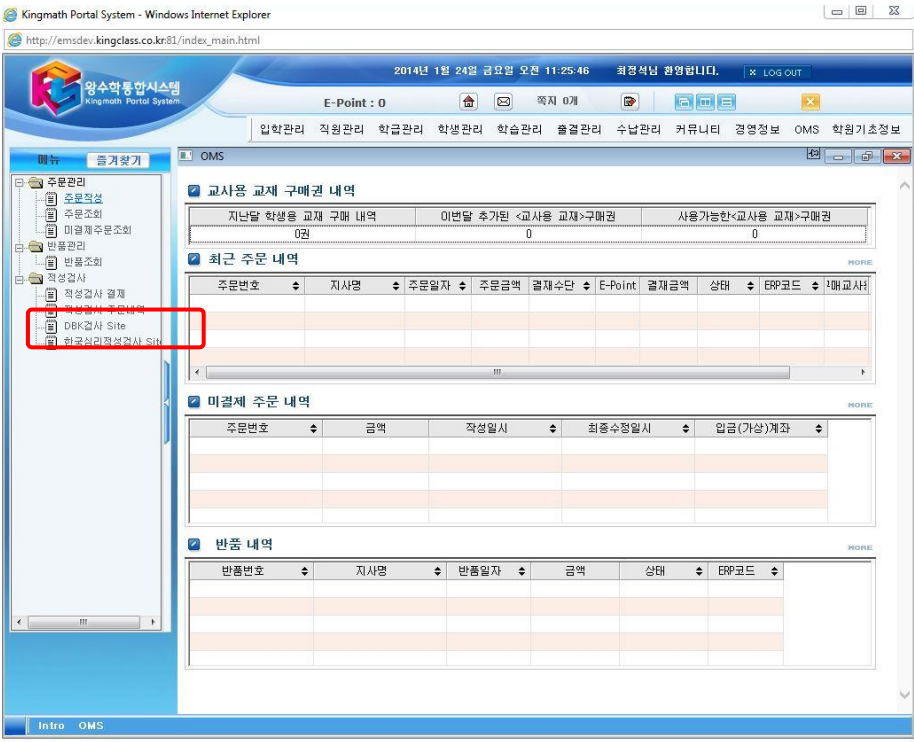 Kingmath Portal System - Windows Internet Explorer
http://emsdev.kingclass.co.kr:81/index_main.html
왕수학통합시스템
Kingmath Portal System
2014년 1월 24일 금요일 오전 11:25:46 최정석님 환영합니다. X LOG OUT
E-Point : 0 쪽지 0개
입학관리 직원관리 학급관리 학생관리 학습관리 출결관리 수납관리 커뮤니티 경영정보 OMS 학원기초정보
메뉴 즐겨찾기
OMS
주문관리
주문작성
주문조회
미결제주문조회
반품관리
반품조회
적성검사
적성검사 결제
적성검사 주문내역
DBK검사 Site
한국심리적성검사 Site
교사용 교재 구매권 내역
지난달 학생용 교재 구매 내역 이번달 추가된 <교사용 교재>구매권 사용가능한<교사용 교재>구매권
0권 0 0
최근 주문 내역 MORE
주문번호 지사명 주문일자 주문금액 결재수단 E-Point 결재금액 상태 ERP코드 매교사
미결제 주문 내역 MORE
주문번호 금액 작성일시 최종수정일시 입금(가상)계좌
반품 내역 MORE
반품번호 지사명 반품일자 금액 상태 ERP코드
Intro OMS